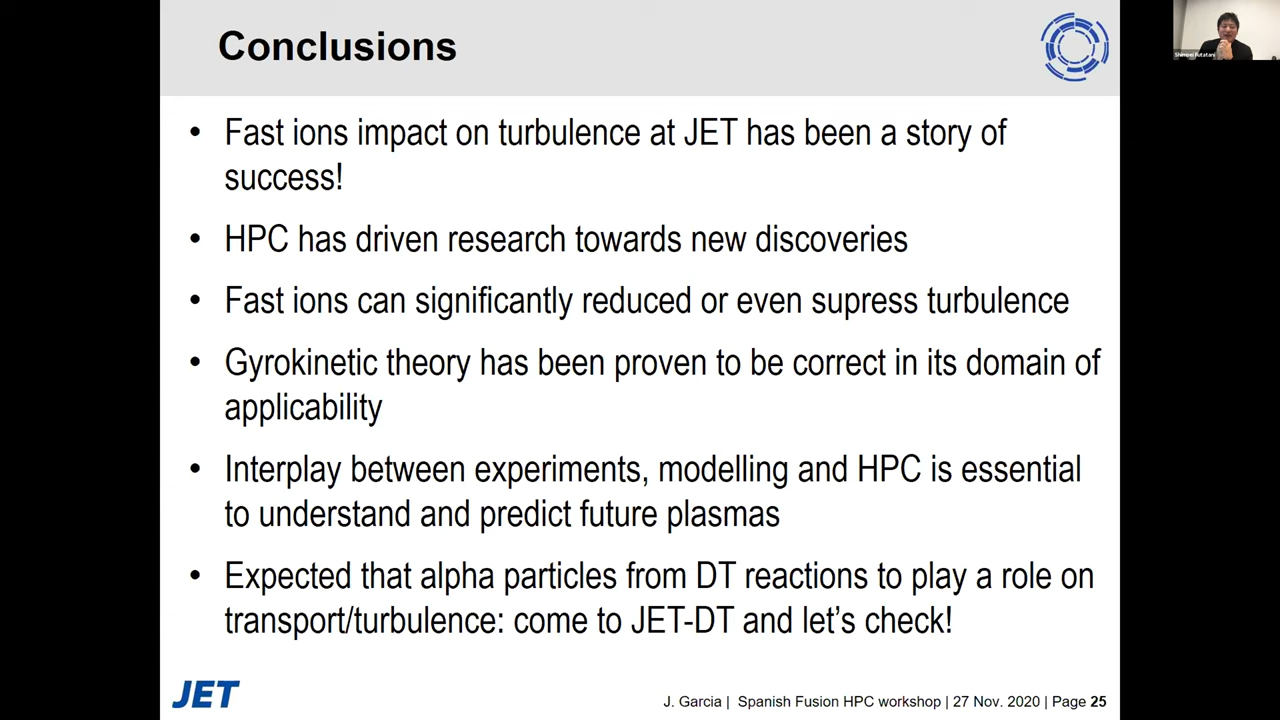 Conclusions
• Fast ions impact on turbulence at JET has been a story of
success!
• HPC has driven research towards new discoveries
• Fast ions can significantly reduced or even supress turbulence
• Gyrokinetic theory has been proven to be correct in its domain of
applicability
• Interplay between experiments, modelling and HPC is essential
to understand and predict future plasmas
• Expected that alpha particles from DT reactions to play a role on
transport/turbulence: come to JET-DT and let’s check!
JET
J. Garcia | Spanish Fusion HPC workshop | 27 Nov. 2020 | Page 25
Shimpei Futatani